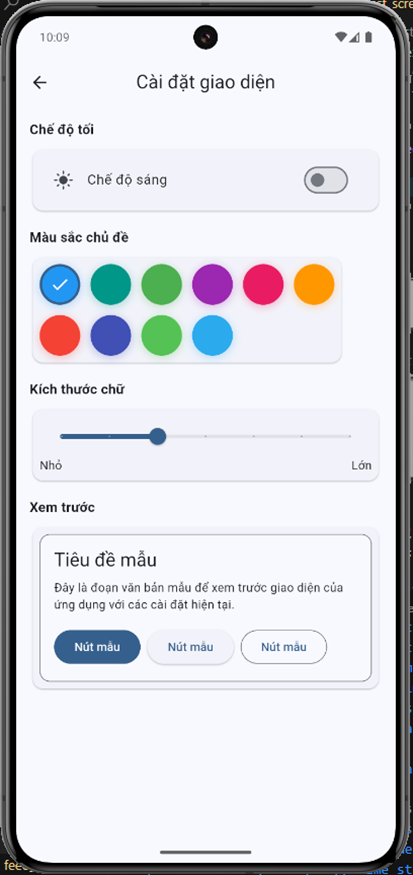 10:09
Cài đặt giao diện
Chế độ tối
Chế độ sáng
Màu sắc chủ đề
Kích thước chữ
Nhỏ
Lớn
Xem trước
Tiêu đề mẫu
Đây là đoạn văn bản mẫu để xem trước giao diện của
ứng dụng với các cài đặt hiện tại.
Nút mẫu
Nút mẫu
Nút mẫu